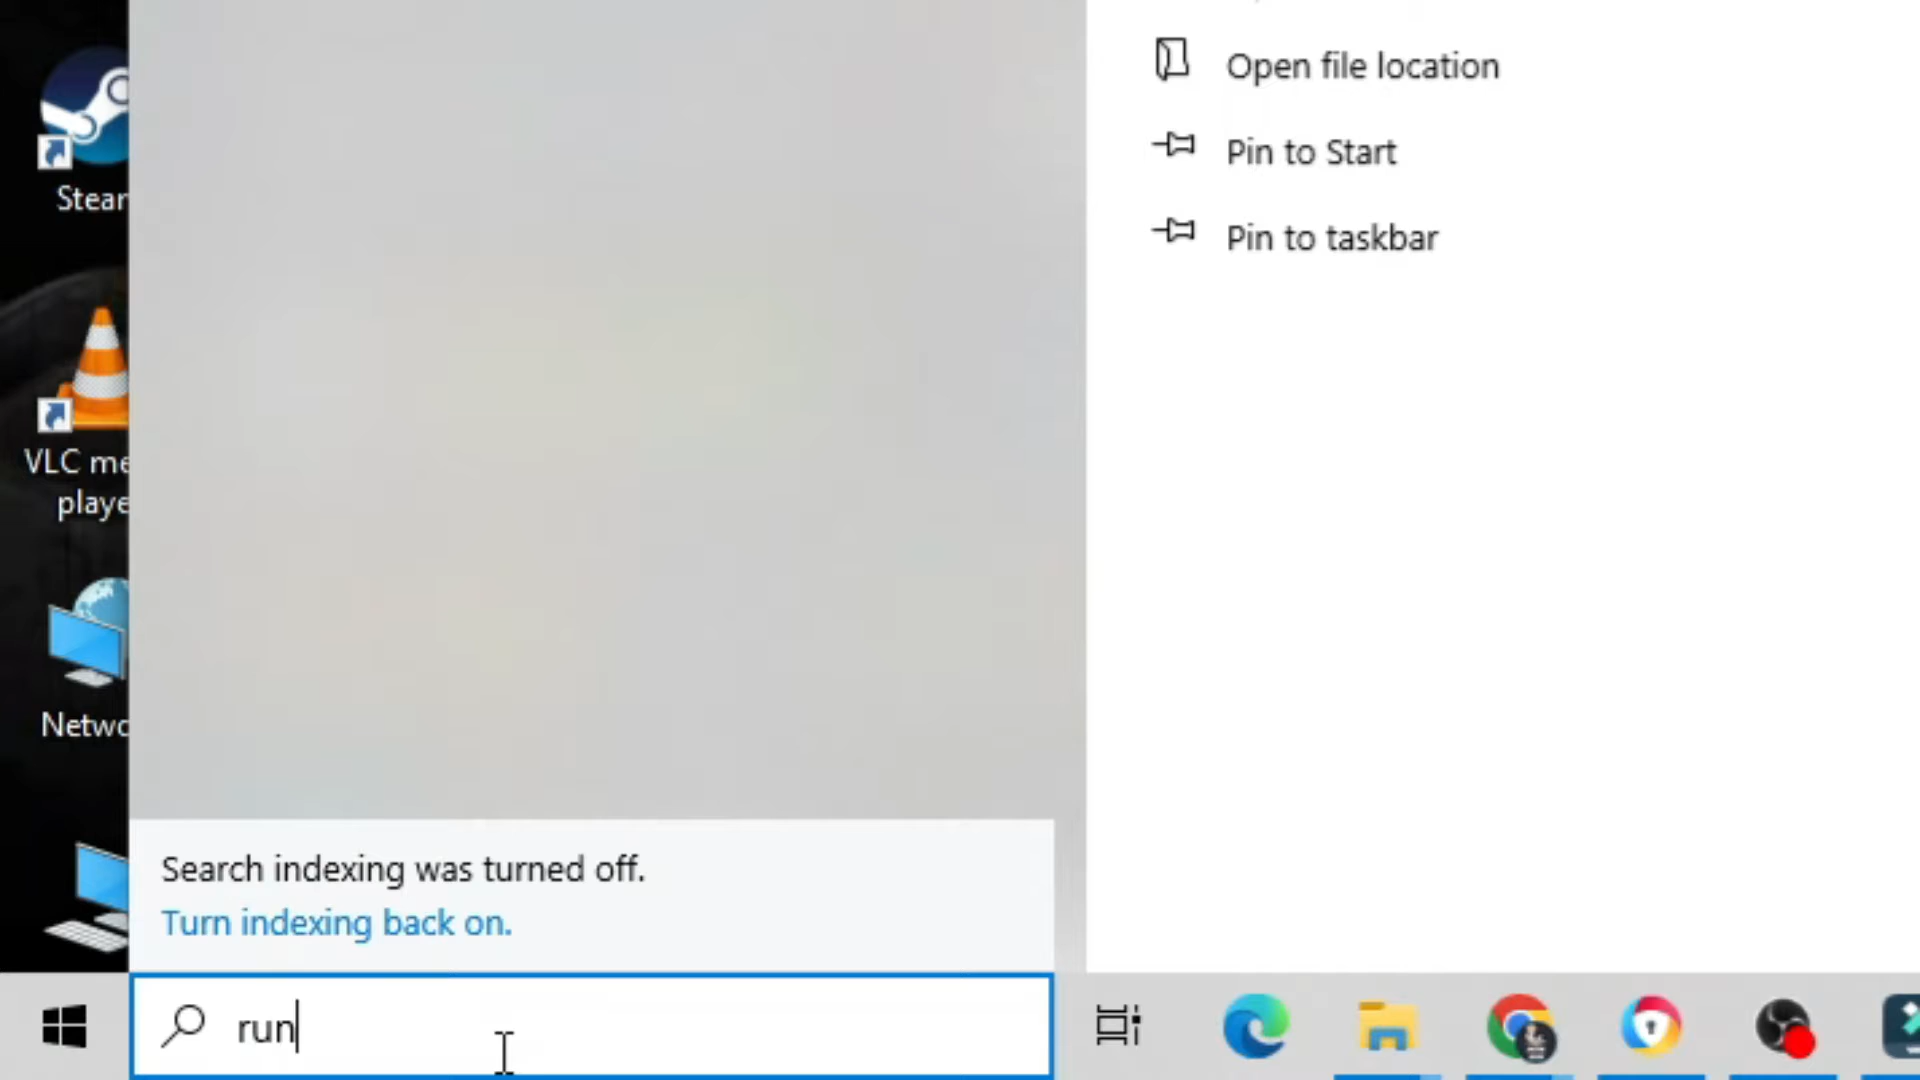 Open file location
Pin to Start
Pin to taskbar
Stear
VLC me
playe
Netwo
Search indexing was turned off.
Turn indexing back on.
run